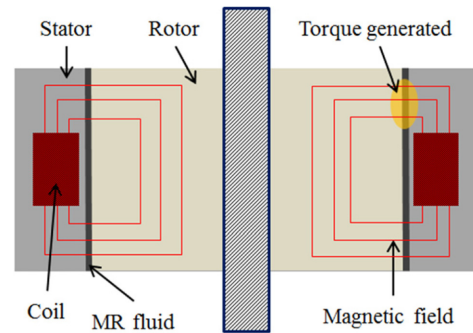 Stator
Rotor
Torque generated
Coil
MR fluid
Magnetic field